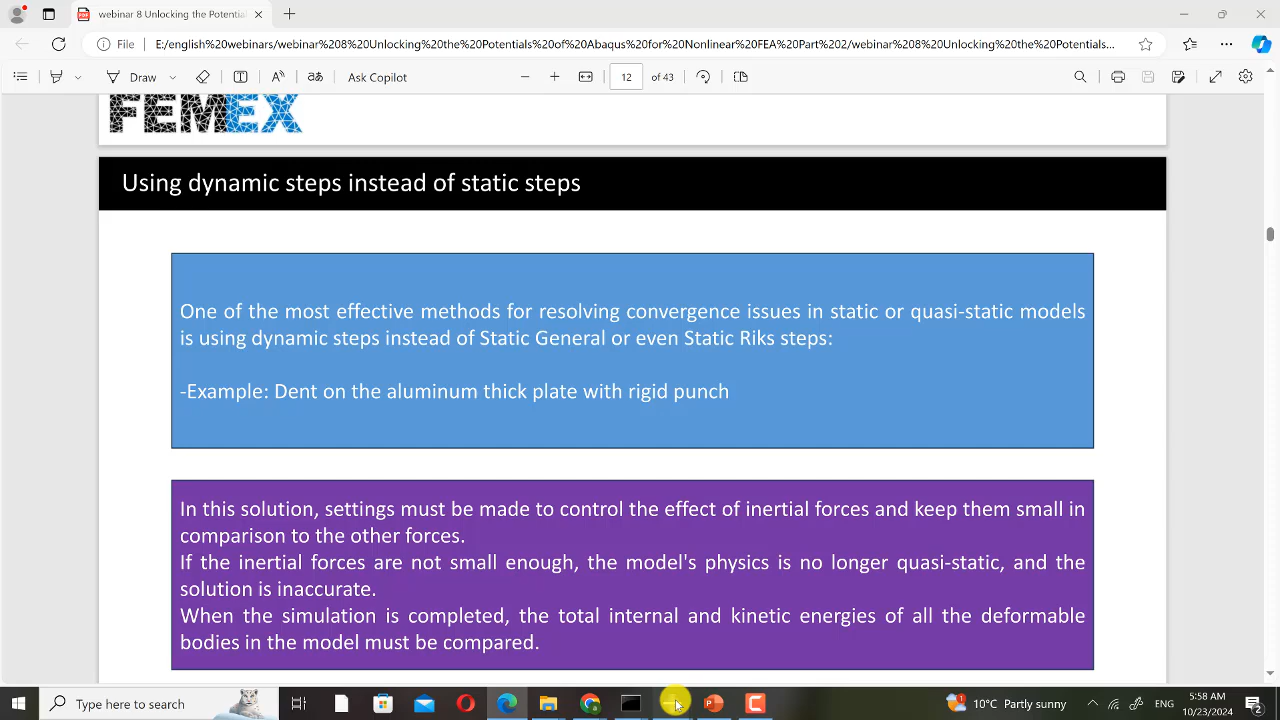 webinar 8 Unlocking the Potential
File
E:/english%20webinars/webinar%208%20Unlocking%20the%20Potentials%20o%20Abaqus%20for%20Nonlinear%20FEA%20Part%202/webinar%208%20Unlocking%20the%20Potentials...
Draw
Ask Copilot
12 of 43
FEMEX
Using dynamic steps instead of static steps
One of the most effective methods for resolving convergence issues in static or quasi-static models
is using dynamic steps instead of Static General or even Static Riks steps:
-Example: Dent on the aluminum thick plate with rigid punch
In this solution, settings must be made to control the effect of inertial forces and keep them small in
comparison to the other forces.
If the inertial forces are not small enough, the model's physics is no longer quasi-static, and the
solution is inaccurate.
When the simulation is completed, the total internal and kinetic energies of all the deformable
bodies in the model must be compared.
Type here to search
10°C Partly sunny
ENG
5:58 AM
10/23/2024